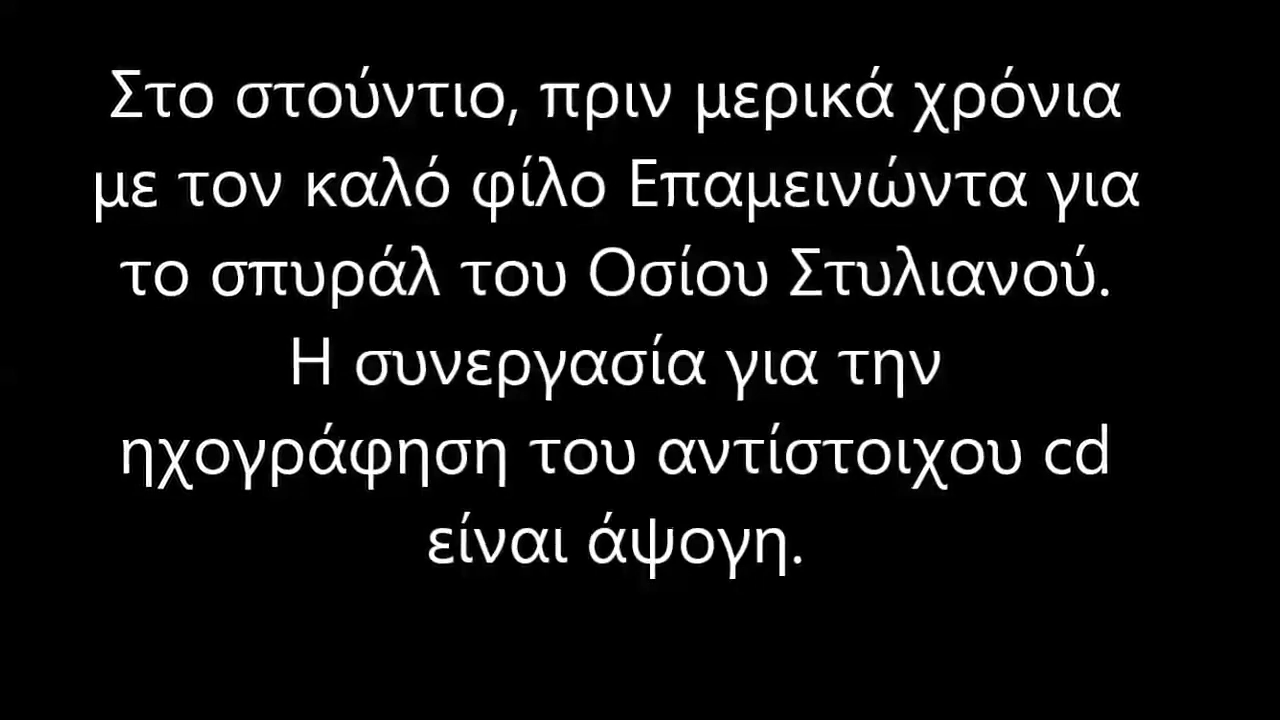 Στο στούντιο, πριν μερικά χρόνια
με τον καλό φίλο Επαμεινώντα για
το σπυράλ του Οσίου Στυλιανού.
Η συνεργασία για την
ηχογράφηση του αντίστοιχου cd
είναι άψογη.